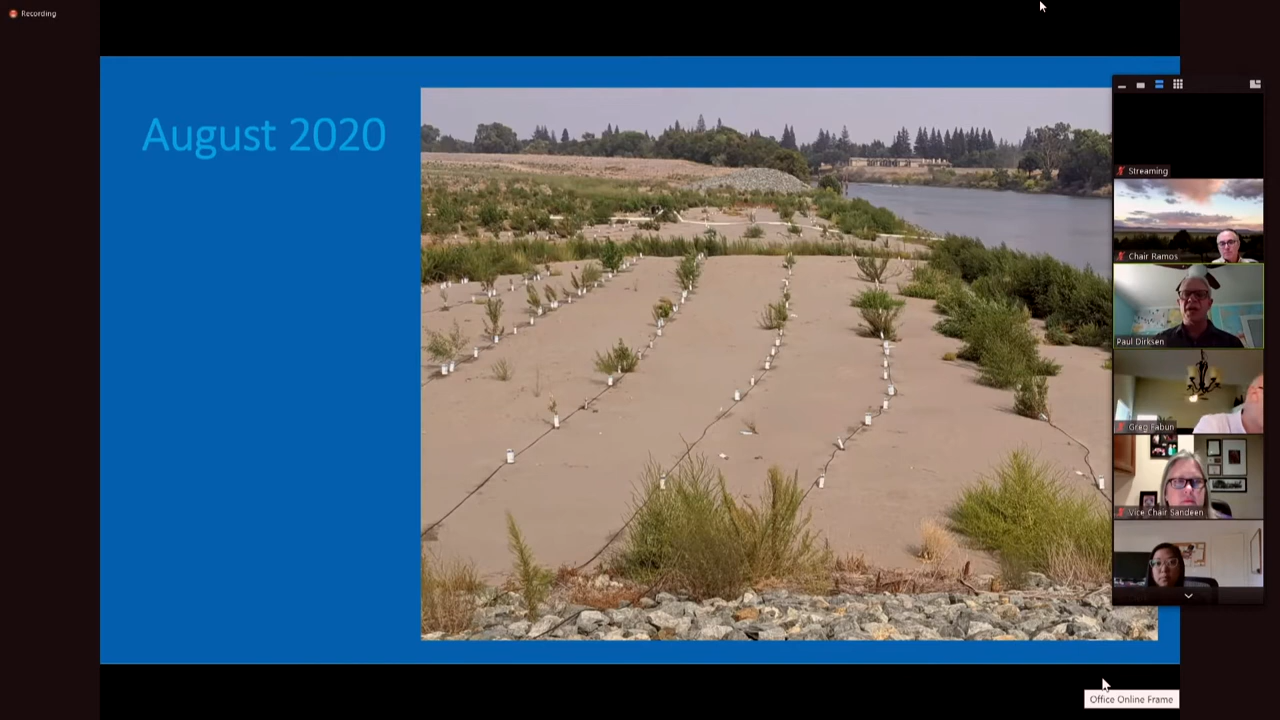 Recording
August 2020
Streaming
Chair Ramos
Paul Dirksen
Greg Fabun
Vice Chair Sandeen
Office Online Frame